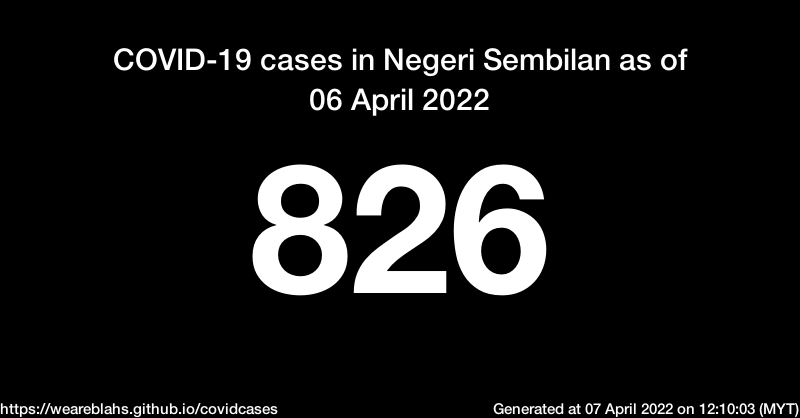 COVID-19 cases in Negeri Sembilan as of
06 April 2022
826
https://weareblahs.github.io/covidcases
Generated at 07 April 2022 on 12:10:03 (MYT)